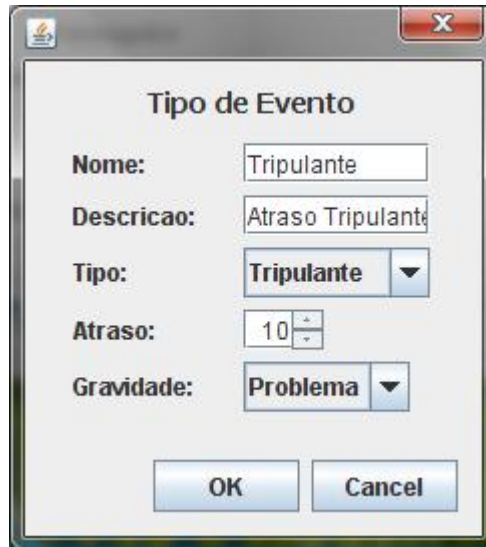 Tipo de Evento
Nome: Tripulante
Descricao: Atraso Tripulante
Tipo: Tripulante
Atraso: 10
Gravidade: Problema
OK Cancel